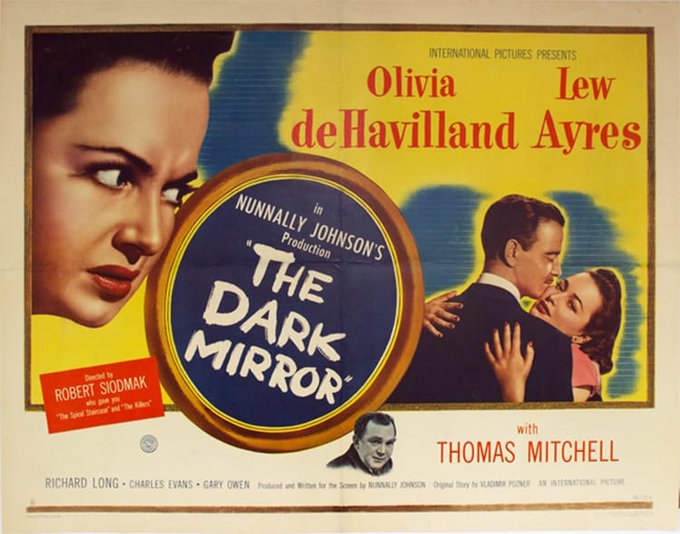 INTERNATIONAL PICTURES PRESENTS
Olivia Lew
deHavilland Ayres
in
NUNNALLY JOHNSON'S
Production
"THE
DARK
MIRROR"
Directed by
ROBERT SIODMAK
who gave you
"The Spiral Staircase" and "The Killers"
with
THOMAS MITCHELL
RICHARD LONG • CHARLES EVANS • GARY OWEN Produced and Written for the Screen by NUNNALLY JOHNSON Original Story by VLADIMIR POZNER AN INTERNATIONAL PICTURE